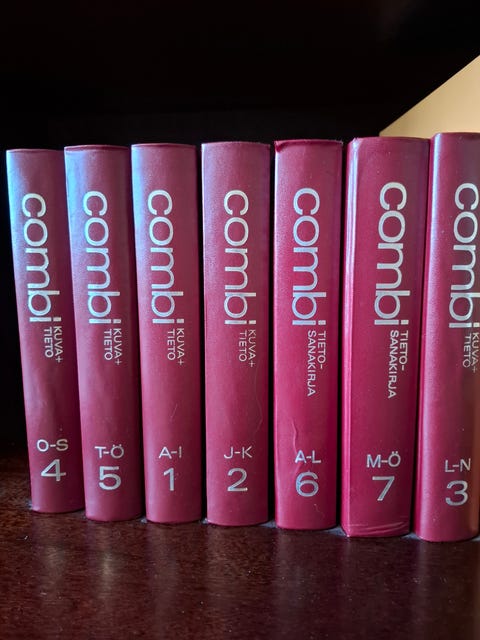 combi KUVA+
TIETO
O-S
4
combi KUVA+
TIETO
T-Ö
5
combi KUVA+
TIETO
A-I
1
combi KUVA+
TIETO
J-K
2
combi TIETO-
SANAKIRJA
A-L
6
combi TIETO-
SANAKIRJA
M-Ö
7
combi KUVA+
TIETO
L-N
3